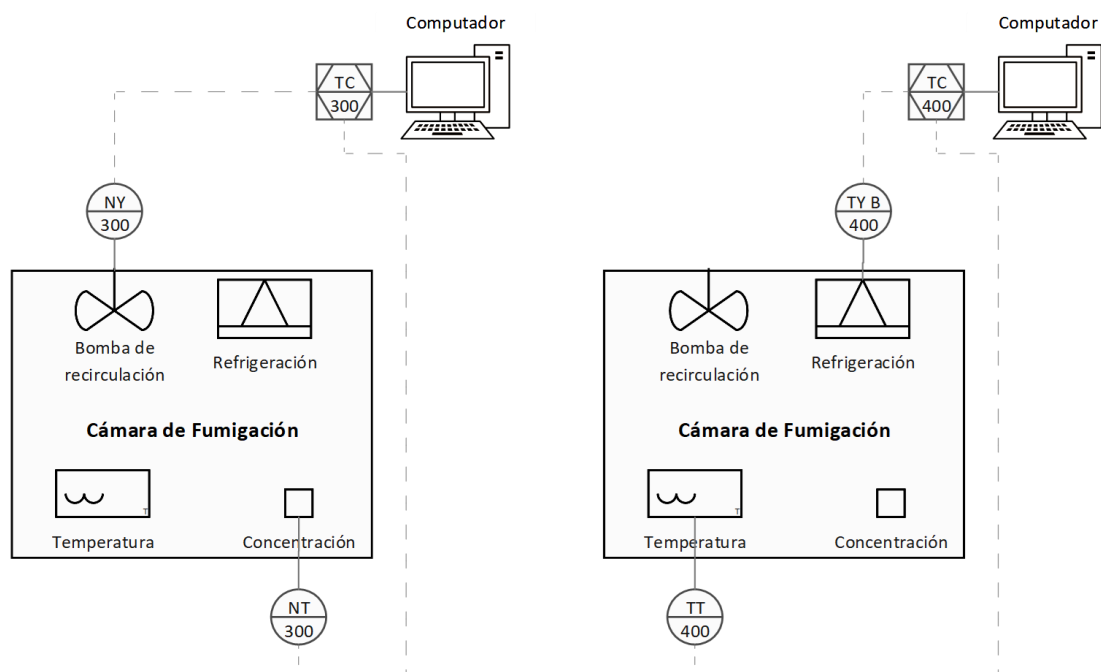 Computador
TC
300
NY
300
Bomba de
recirculación
Refrigeración
Cámara de Fumigación
T
Temperatura
Concentración
NT
300
Computador
TC
400
TY B
400
Bomba de
recirculación
Refrigeración
Cámara de Fumigación
T
Temperatura
Concentración
TT
400